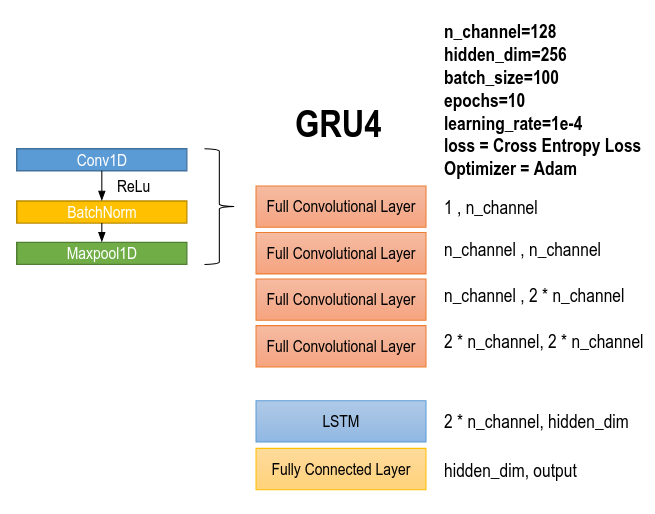 n_channel=128
hidden_dim=256
batch_size=100
epochs=10
learning_rate=1e-4
loss = Cross Entropy Loss
Optimizer = Adam
GRU4
Conv1D
ReLu
BatchNorm
Maxpool1D
Full Convolutional Layer
1 , n_channel
Full Convolutional Layer
n_channel , n_channel
Full Convolutional Layer
n_channel , 2 * n_channel
Full Convolutional Layer
2 * n_channel, 2 * n_channel
LSTM
2 * n_channel, hidden_dim
Fully Connected Layer
hidden_dim, output